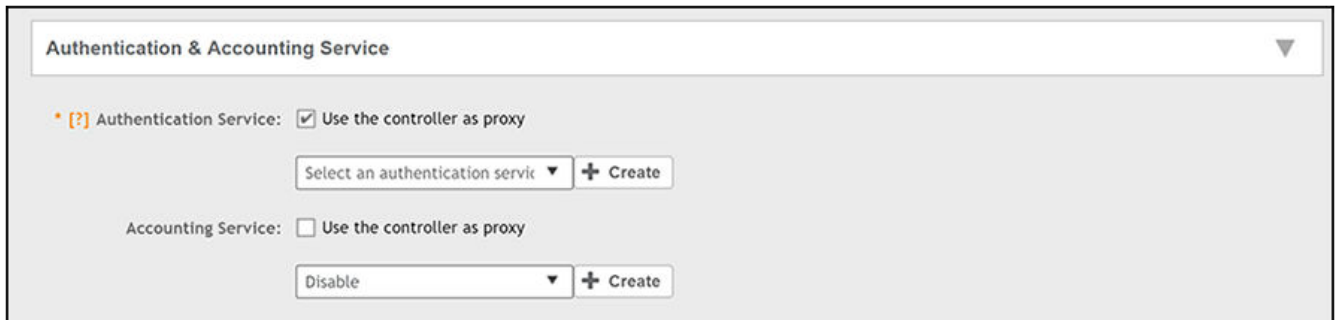 Authentication & Accounting Service
* [?] Authentication Service: Use the controller as proxy
Select an authentication servic + Create
Accounting Service: Use the controller as proxy
Disable + Create